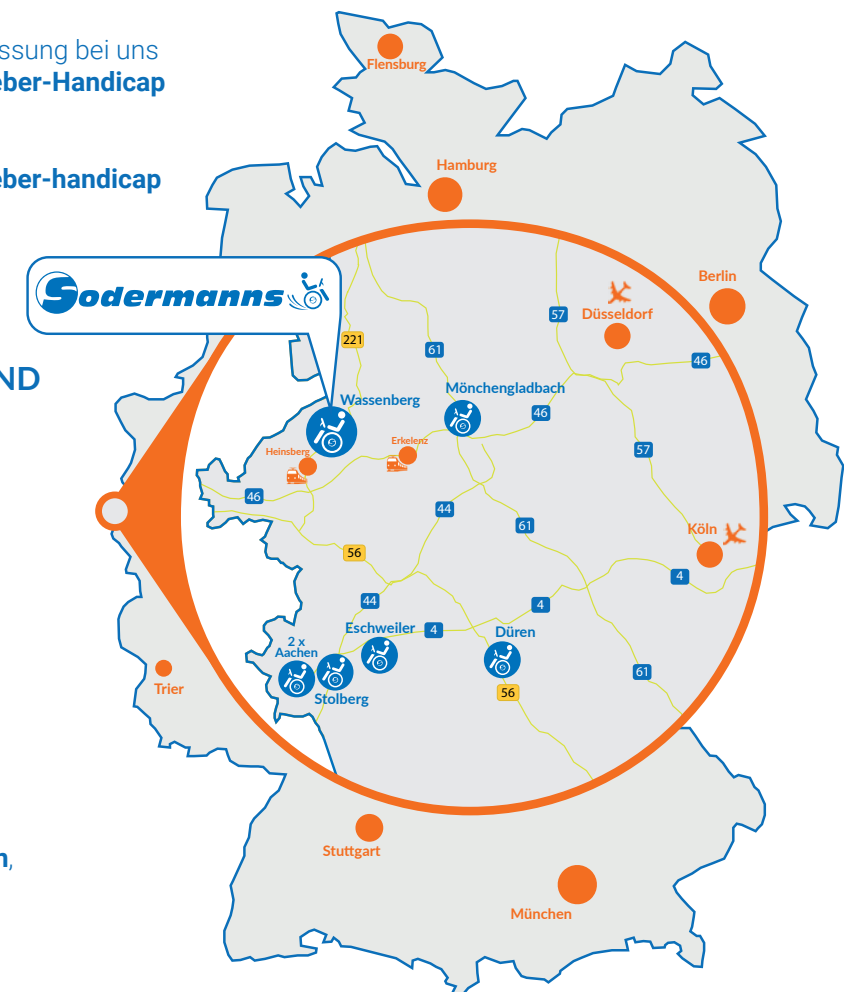 ssung bei uns
eber-Handicap
eber-handicap
ND
n,
Flensburg
Hamburg
Berlin
Sodermanns
Düsseldorf
57
221
61
46
Wassenberg
Mönchengladbach
46
Heinsberg
Erkelenz
57
46
44
61
Köln
56
4
44
4
Eschweiler
4
Düren
2 x
Aachen
Stolberg
61
56
Trier
Stuttgart
München